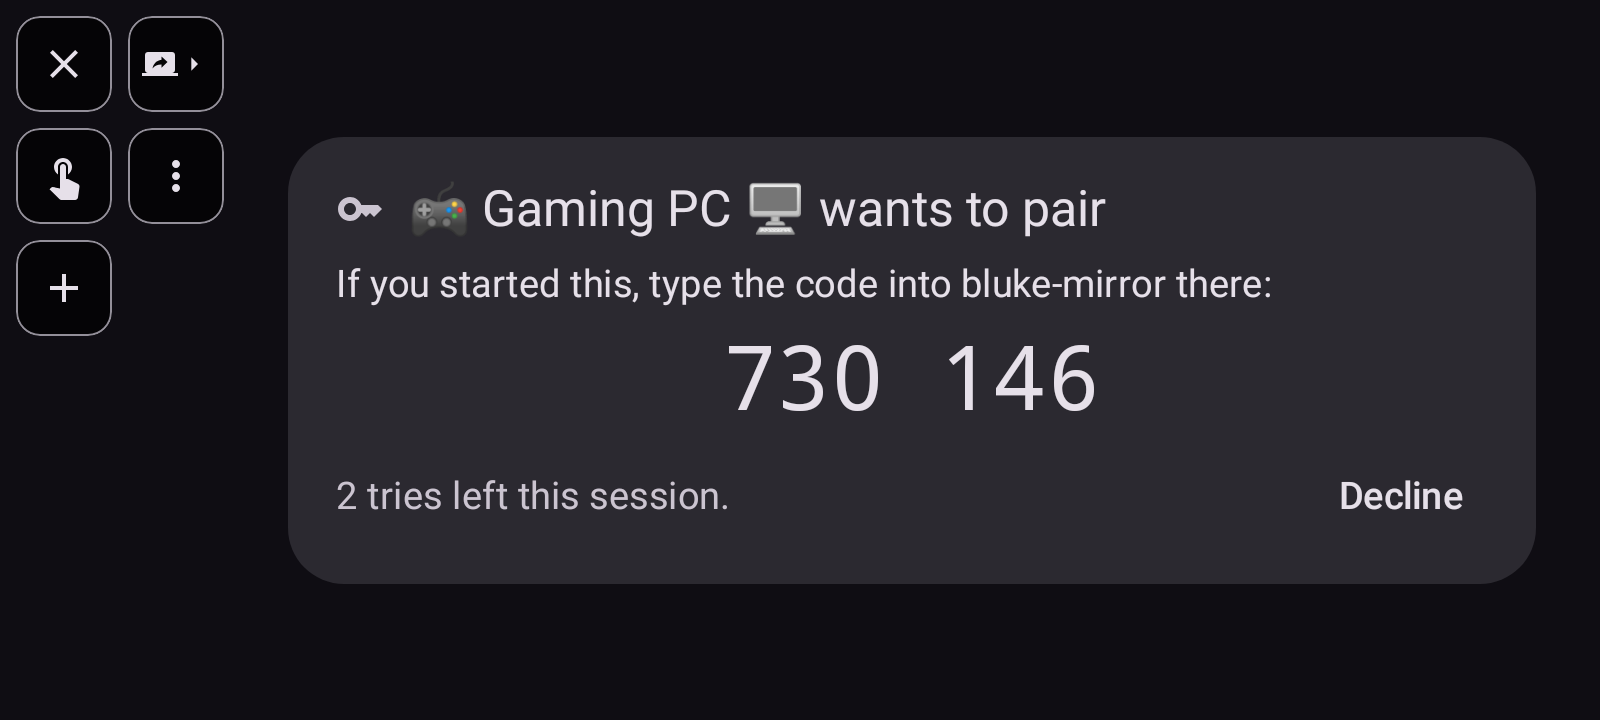 🎮 Gaming PC 🖥️ wants to pair
If you started this, type the code into bluke-mirror there:
730 146
2 tries left this session.
Decline